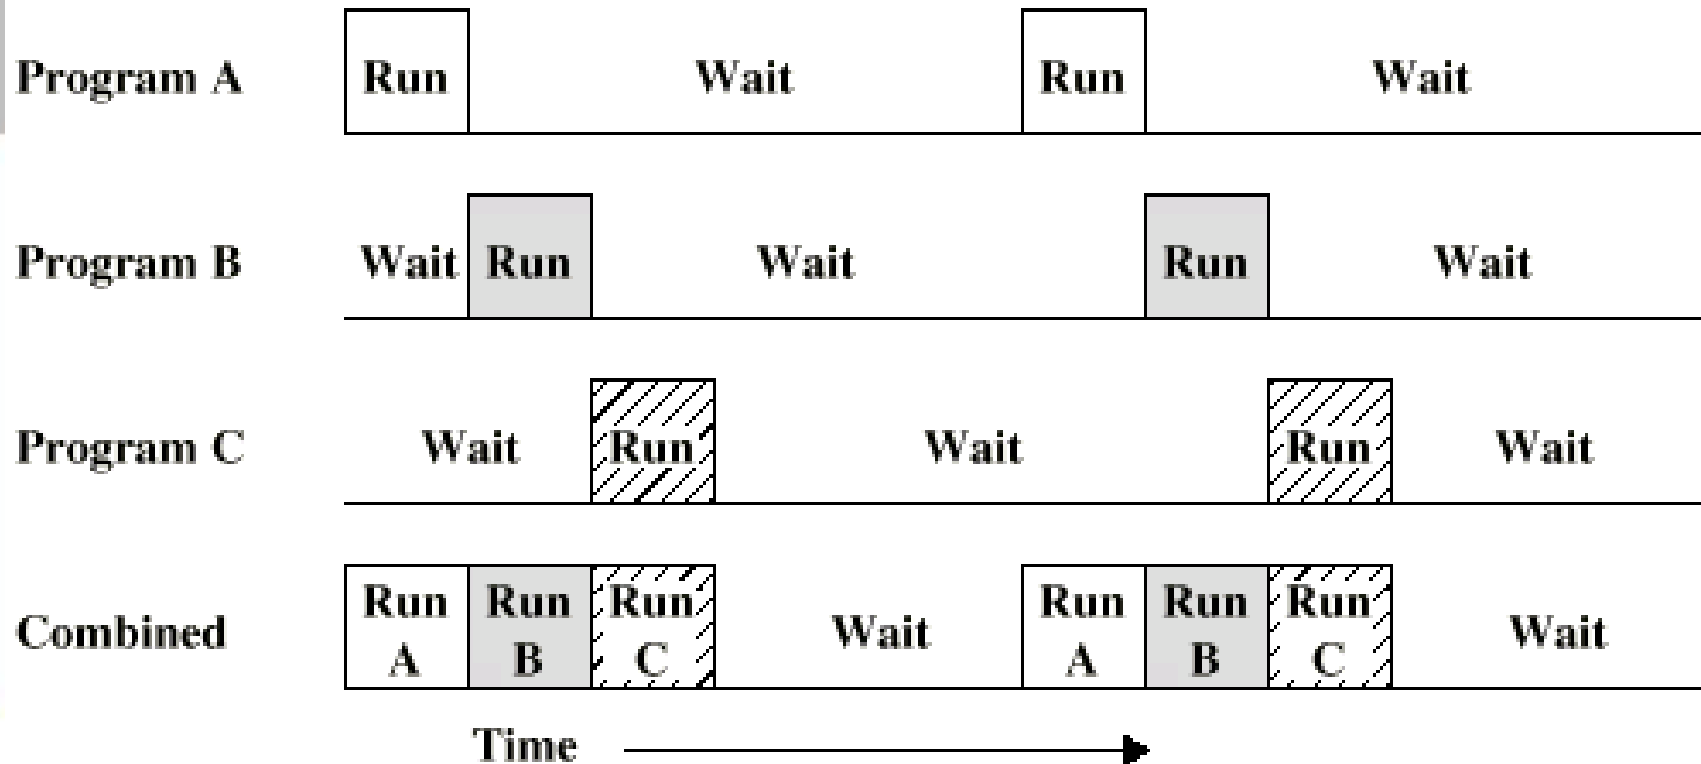 Program A Run Wait Run Wait
Program B Wait Run Wait Run Wait
Program C Wait Run Wait Run Wait
Combined Run A Run B Run C Wait Run A Run B Run C Wait
Time